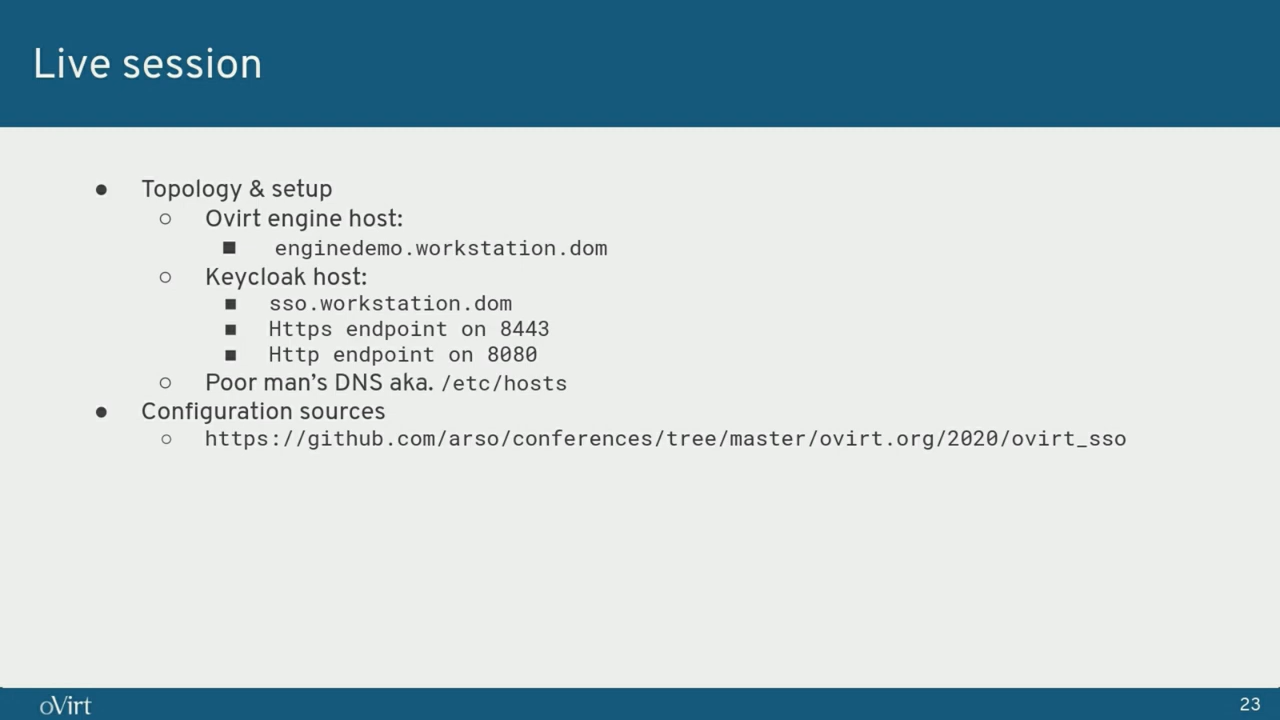 Live session
● Topology & setup
○ Ovirt engine host:
■ enginedemo.workstation.dom
○ Keycloak host:
■ sso.workstation.dom
■ Https endpoint on 8443
■ Http endpoint on 8080
○ Poor man’s DNS aka. /etc/hosts
● Configuration sources
○ https://github.com/arso/conferences/tree/master/ovirt.org/2020/ovirt_sso
oVirt
23